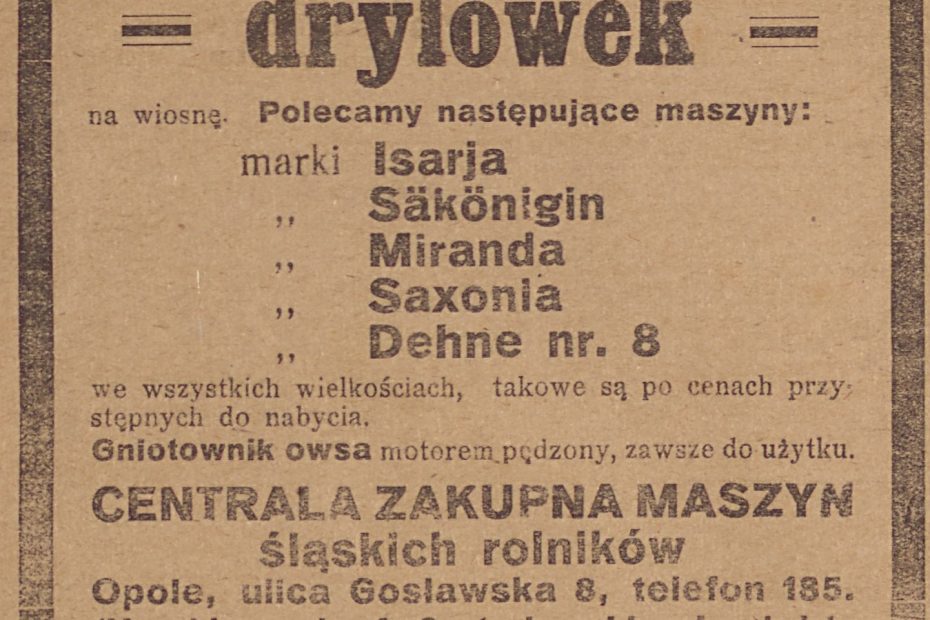 drylówek
na wiosnę. Polecamy następujące maszyny:
marki Isarja
„ Säkönigin
„ Miranda
„ Saxonia
„ Dehne nr. 8
we wszystkich wielkościach, takowe są po cenach przy-
stępnych do nabycia.
Gniotownik owsa motorem pędzony, zawsze do użytku.
CENTRALA ZAKUPNA MASZYN
śląskich rolników
Opole, ulica Gosławska 8, telefon 185.